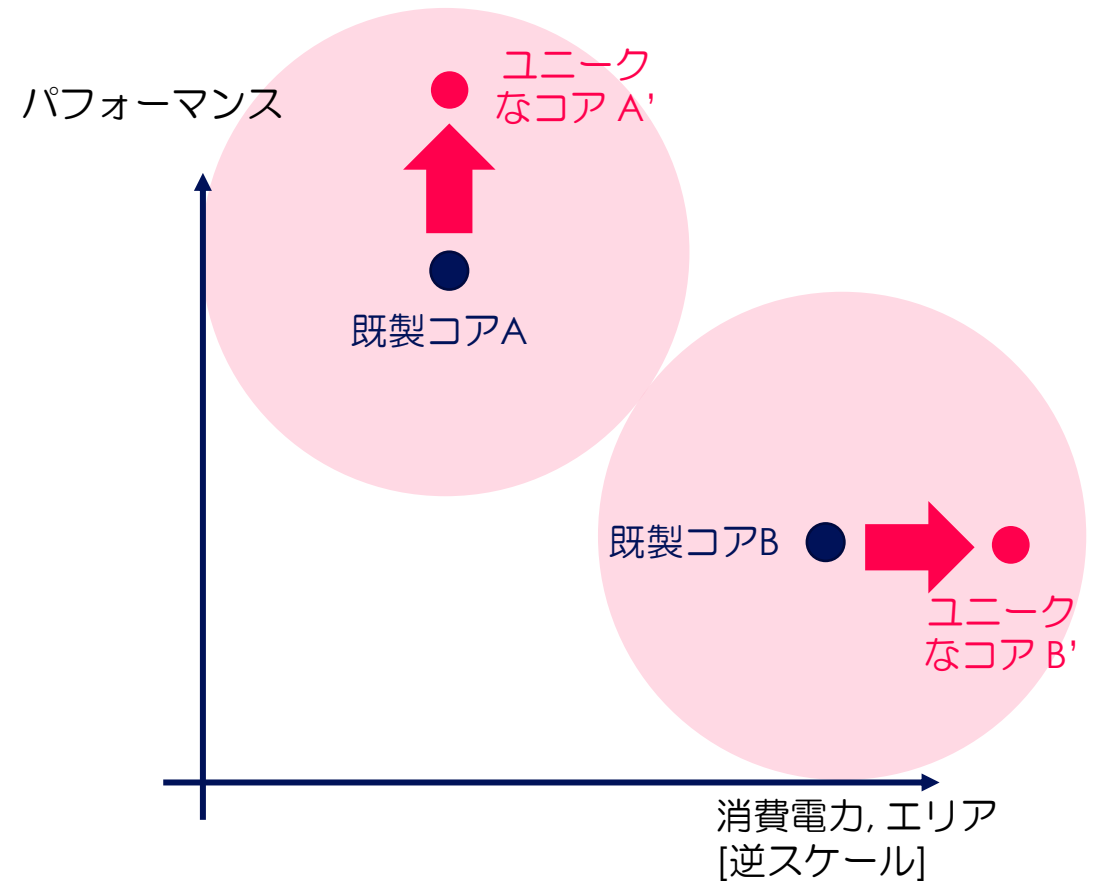 ユニーク
なコア A’
パフォーマンス
既製コアA
既製コアB
ユニーク
なコア B’
消費電力, エリア
[逆スケール]